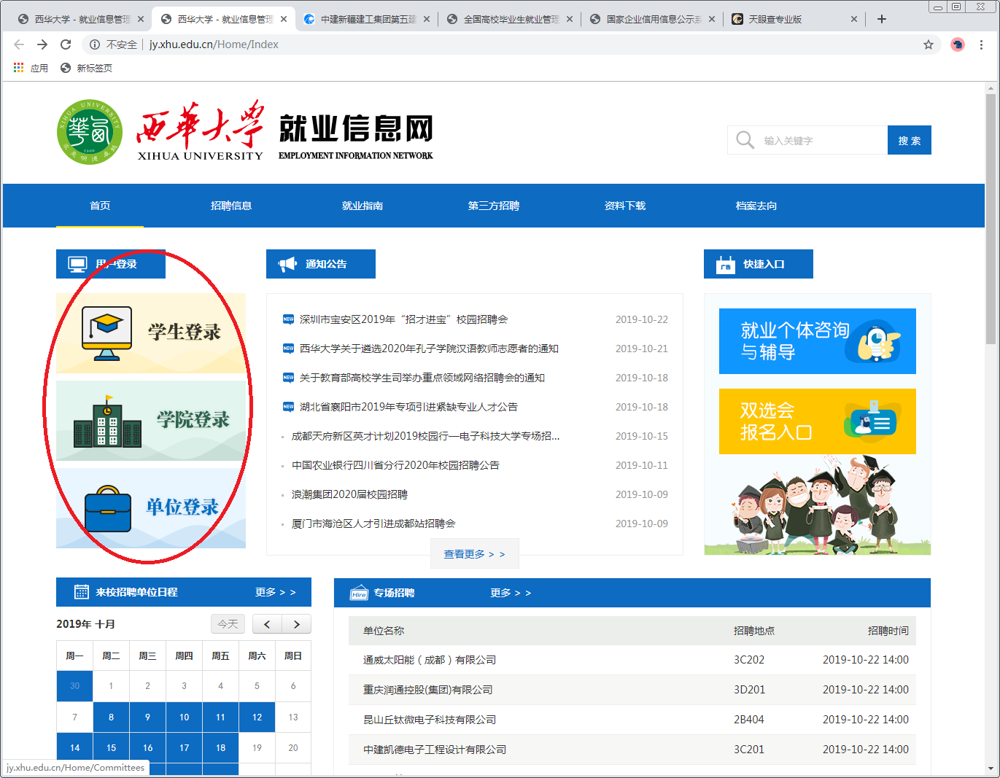 西华大学 - 就业信息管理
西华大学 - 就业信息管理
中建新疆建工集团第五建
全国高校毕业生就业管理
国家企业信用信息公示系
天眼查专业版
不安全 jy.xhu.edu.cn/Home/Index
应用 新标签页
XIHUA UNIVERSITY
1960
西华大学 就业信息网
XIHUA UNIVERSITY EMPLOYMENT INFORMATION NETWORK
输入关键字 搜 索
首页 招聘信息 就业指南 第三方招聘 资料下载 档案去向
用户登录
学生登录
学院登录
单位登录
通知公告
NEW 深圳市宝安区2019年“招才进宝”校园招聘会 2019-10-22
NEW 西华大学关于遴选2020年孔子学院汉语教师志愿者的通知 2019-10-21
NEW 关于教育部高校学生司举办重点领域网络招聘会的通知 2019-10-18
NEW 湖北省襄阳市2019年专项引进紧缺专业人才公告 2019-10-18
成都天府新区英才计划2019校园行—电子科技大学专场招... 2019-10-15
中国农业银行四川省分行2020年校园招聘公告 2019-10-11
浪潮集团2020届校园招聘 2019-10-09
厦门市海沧区人才引进成都站招聘会 2019-10-09
查看更多 > >
广告 快捷入口
就业个体咨询
与辅导
双选会
报名入口
来校招聘单位日程 更多 > >
2019年 十月 今天
周一 周二 周三 周四 周五 周六 周日
30 1 2 3 4 5 6
7 8 9 10 11 12 13
14 15 16 17 18 19 20
Hire 专场招聘 更多 > >
单位名称 招聘地点 招聘时间
通威太阳能（成都）有限公司 3C202 2019-10-22 14:00
重庆润通控股(集团)有限公司 3D201 2019-10-22 14:00
昆山丘钛微电子科技有限公司 2B404 2019-10-22 14:00
中建凯德电子工程设计有限公司 3C201 2019-10-22 14:00
jy.xhu.edu.cn/Home/Committees